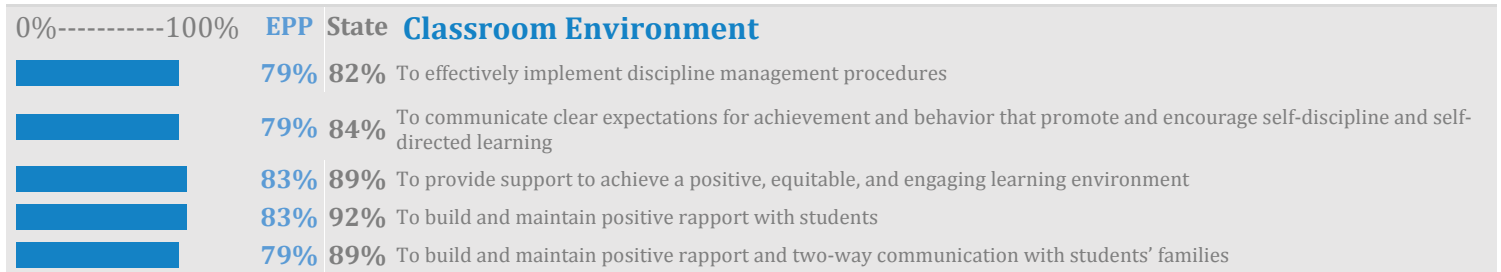 0%-----------100% EPP State Classroom Environment
79% 82% To effectively implement discipline management procedures
79% 84% To communicate clear expectations for achievement and behavior that promote and encourage self-discipline and self-
directed learning
83% 89% To provide support to achieve a positive, equitable, and engaging learning environment
83% 92% To build and maintain positive rapport with students
79% 89% To build and maintain positive rapport and two-way communication with students’ families